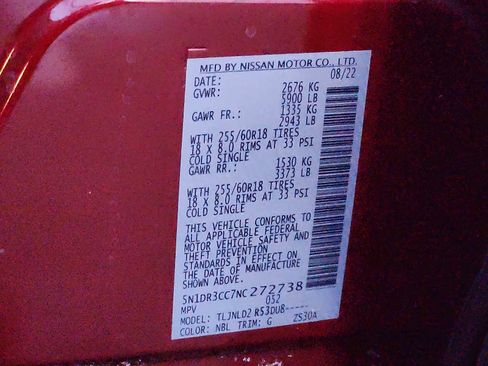 MFD BY NISSAN MOTOR CO., LTD.
DATE: 08/22
GVWR: 2676 KG
5900 LB
GAWR FR.: 1335 KG
2943 LB
WITH 255/60R18 TIRES
18 X 8.0 RIMS AT 33 PSI
COLD SINGLE
GAWR RR.: 1530 KG
3373 LB
WITH 255/60R18 TIRES
18 X 8.0 RIMS AT 33 PSI
COLD SINGLE
THIS VEHICLE CONFORMS TO
ALL APPLICABLE FEDERAL
MOTOR VEHICLE SAFETY AND
THEFT PREVENTION
STANDARDS IN EFFECT ON
THE DATE OF MANUFACTURE
SHOWN ABOVE.
5N1DR3CC7NC272738
MPV 052
MODEL: TLJNLD2 R53DU8-----
COLOR: NBL TRIM: G ZS30A